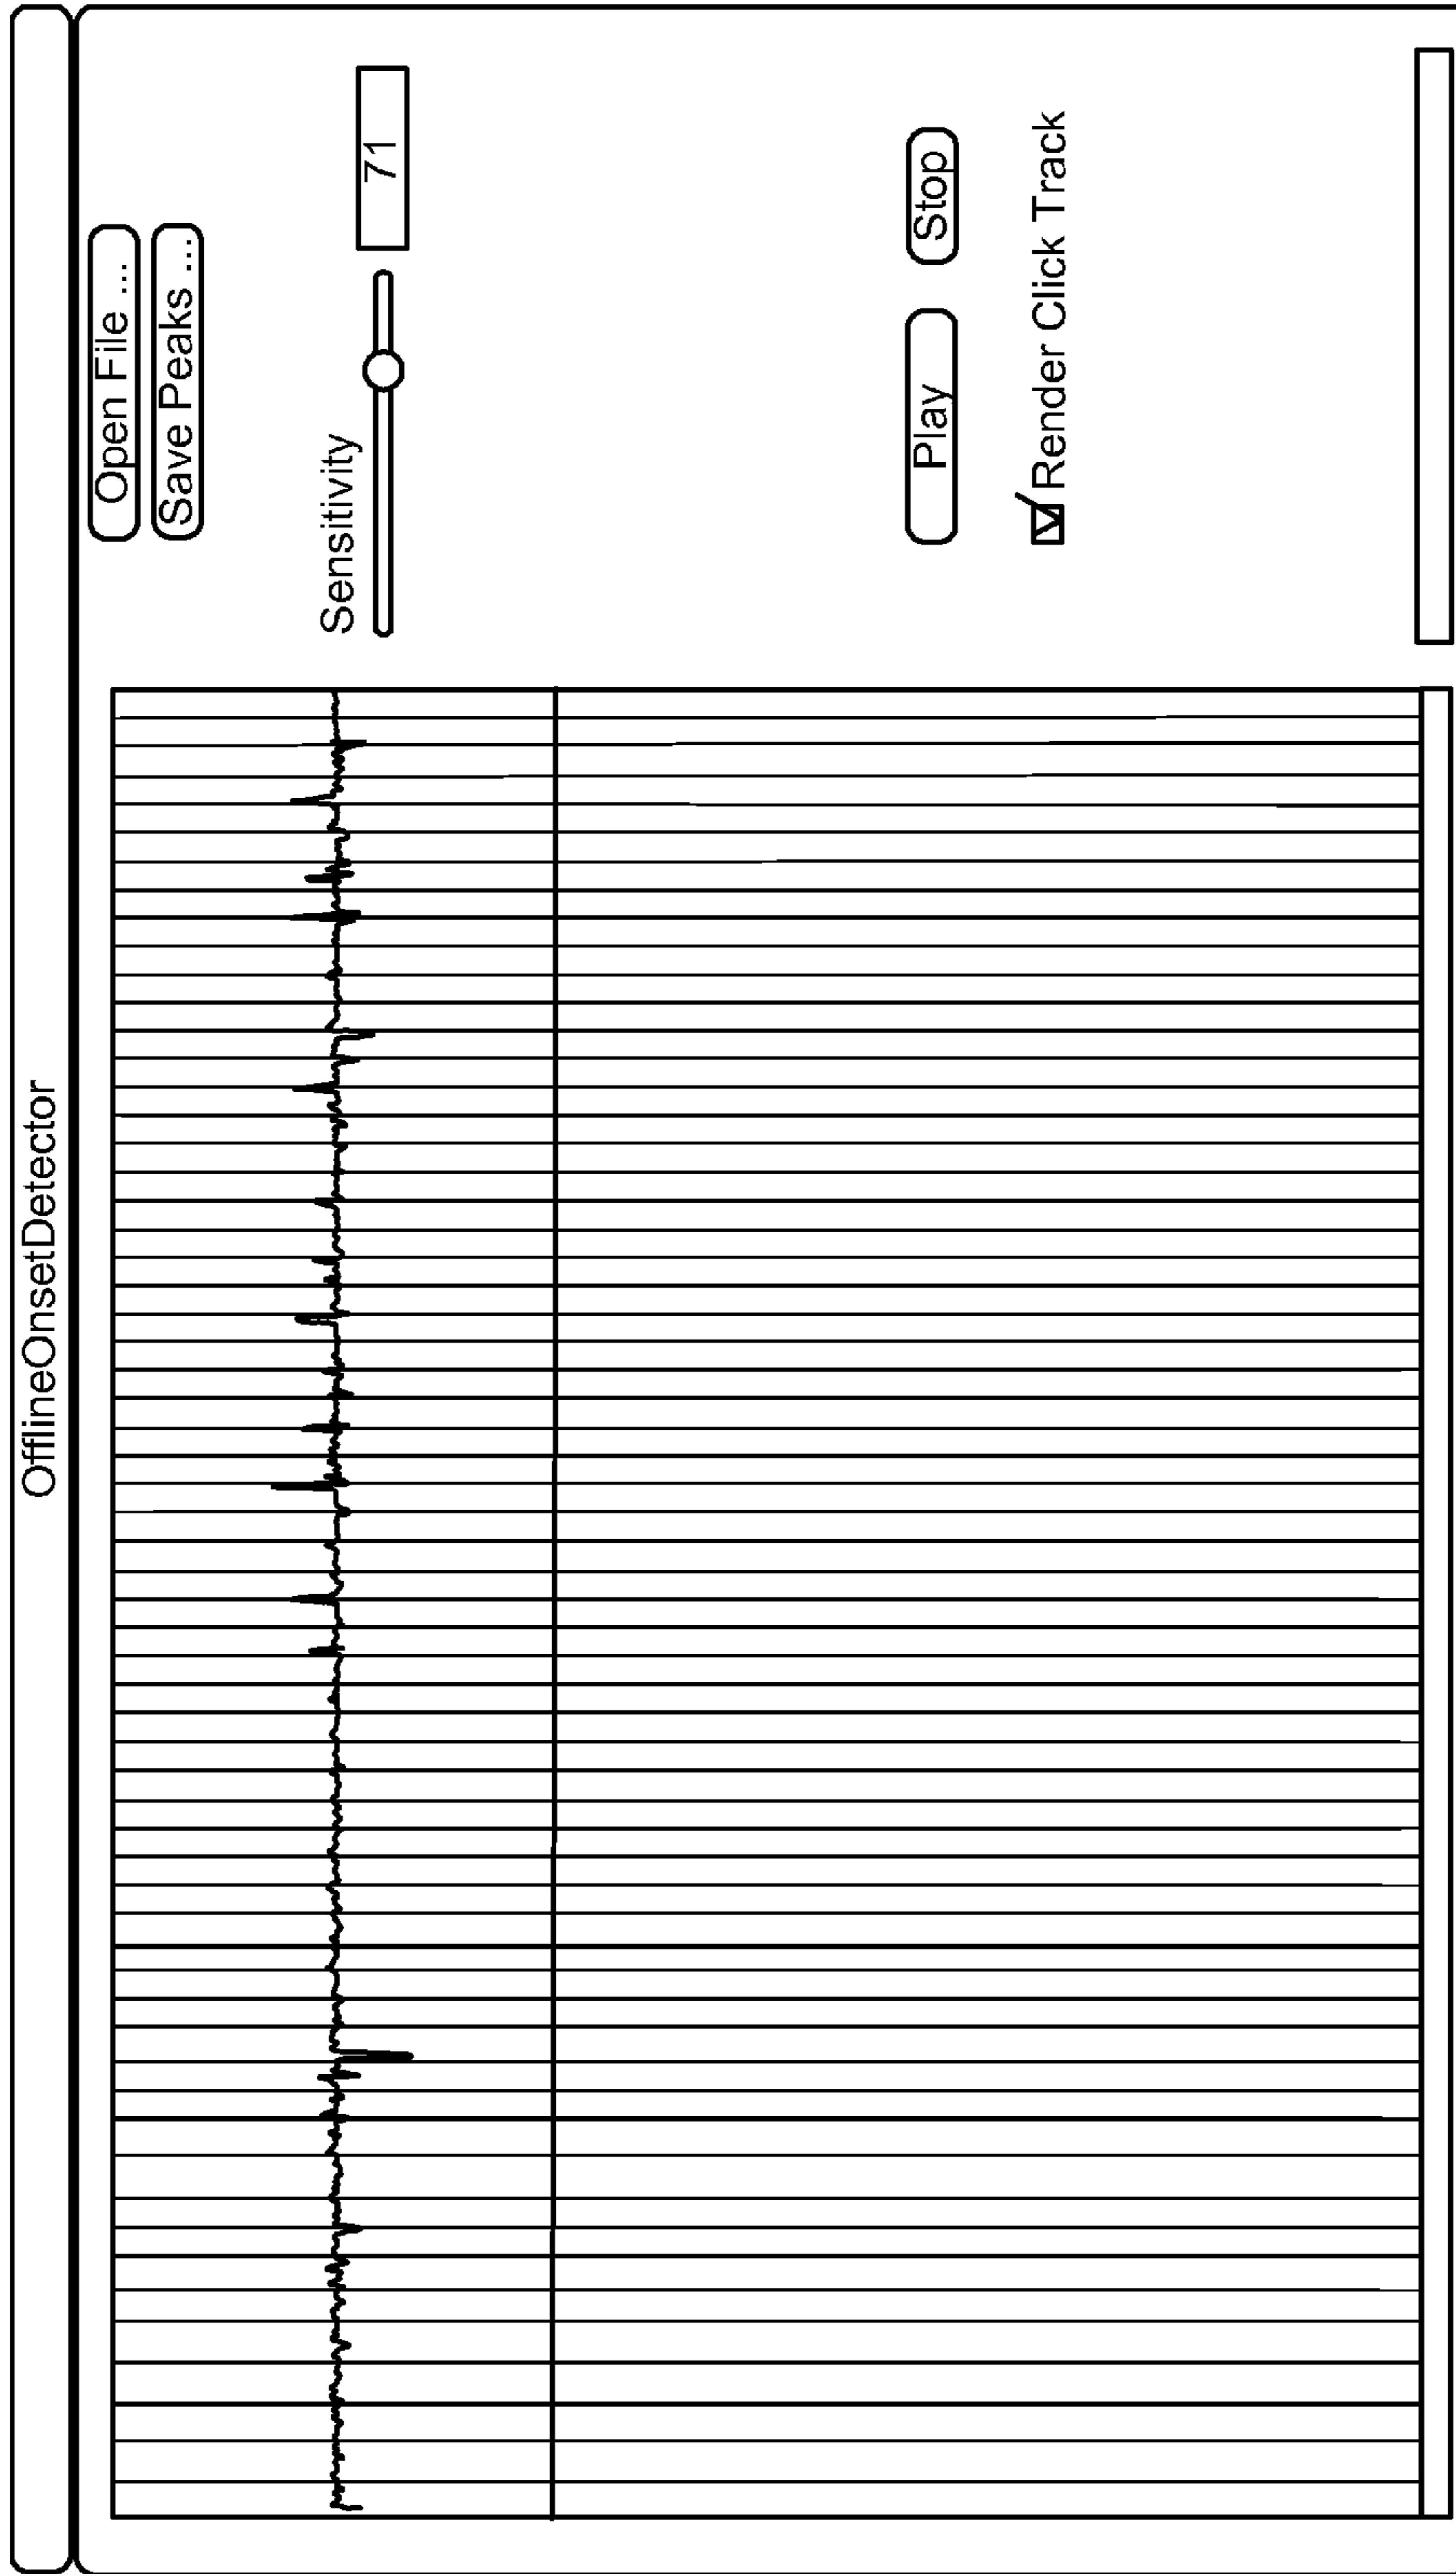 OfflineOnsetDetector
Open File ...
Save Peaks ...
Sensitivity
71
Play
Stop
Render Click Track